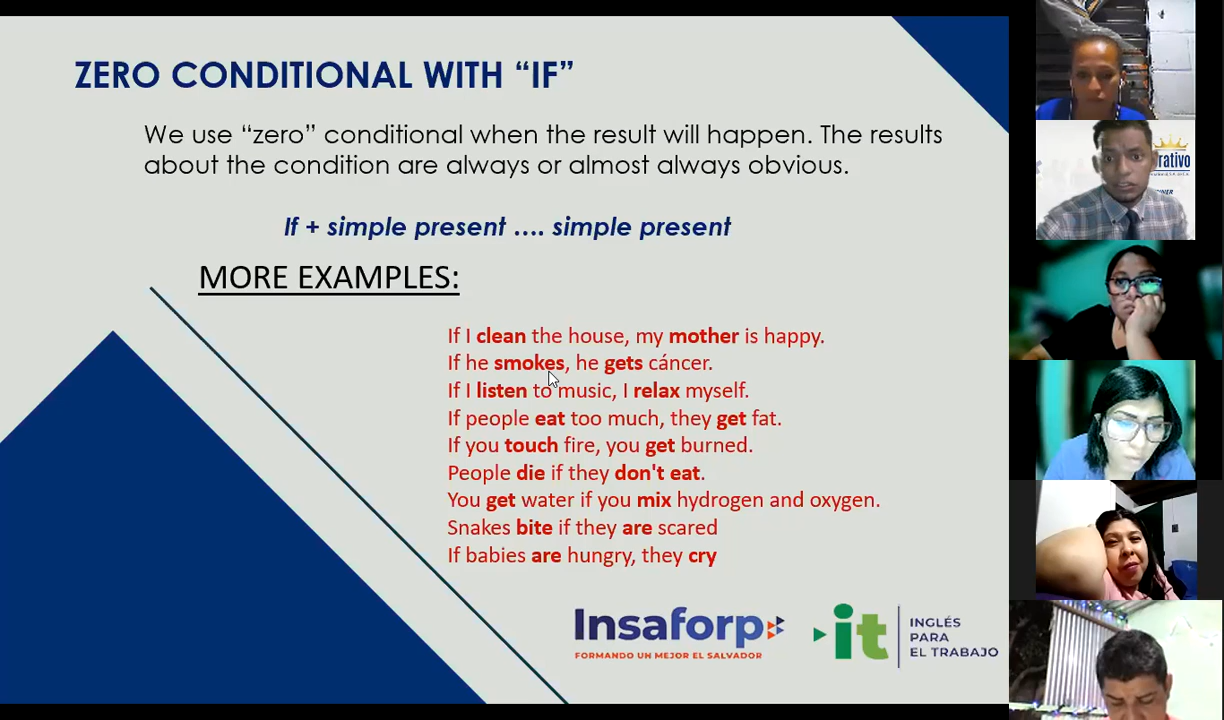 ZERO CONDITIONAL WITH “IF”
We use “zero” conditional when the result will happen. The results
about the condition are always or almost always obvious.
If + simple present .... simple present
MORE EXAMPLES:
If I clean the house, my mother is happy.
If he smokes, he gets cáncer.
If I listen to music, I relax myself.
If people eat too much, they get fat.
If you touch fire, you get burned.
People die if they don't eat.
You get water if you mix hydrogen and oxygen.
Snakes bite if they are scared
If babies are hungry, they cry
Insaforp
FORMANDO UN MEJOR EL SALVADOR
it
INGLÉS
PARA
EL TRABAJO
rativo